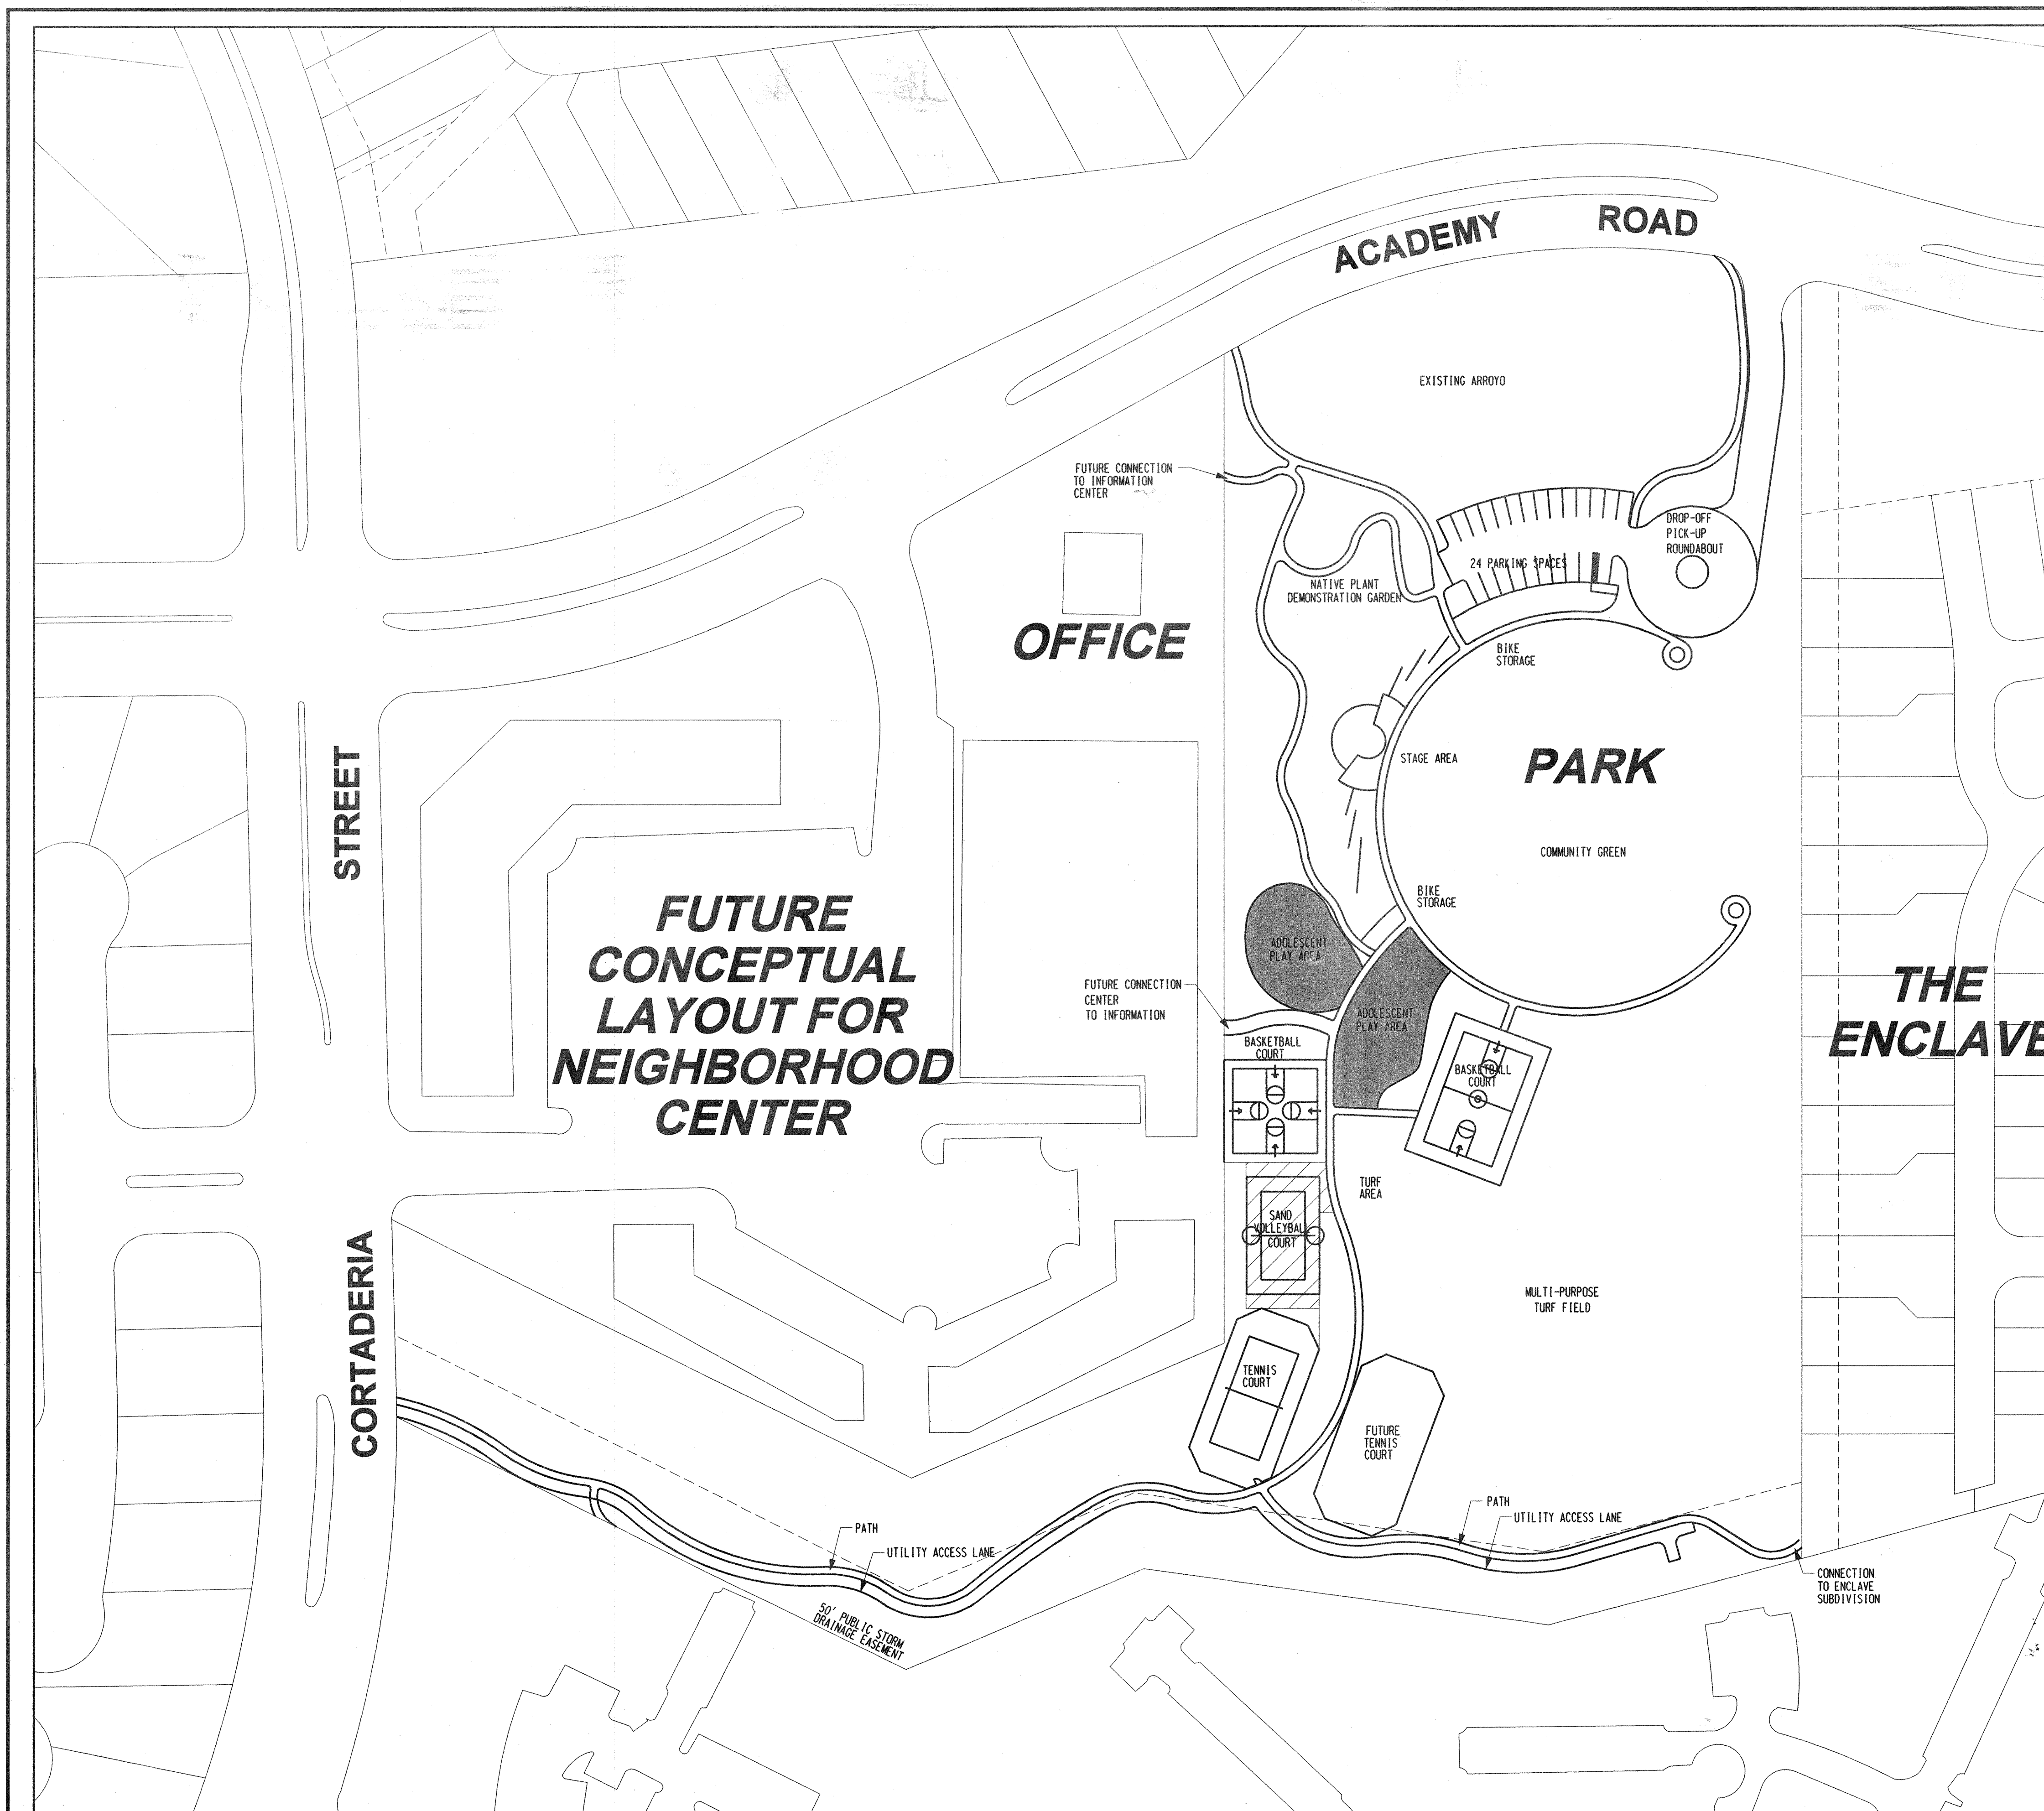 ACADEMY ROAD
EXISTING ARROYO
FUTURE CONNECTION
TO INFORMATION
CENTER
DROP-OFF
PICK-UP
ROUNDABOUT
24 PARKING SPACES
NATIVE PLANT
DEMONSTRATION GARDEN
OFFICE
BIKE
STORAGE
STAGE AREA
PARK
STREET
COMMUNITY GREEN
BIKE
STORAGE
FUTURE
CONCEPTUAL
LAYOUT FOR
NEIGHBORHOOD
CENTER
ADOLESCENT
PLAY AREA
FUTURE CONNECTION
CENTER
TO INFORMATION
ADOLESCENT
PLAY AREA
THE
ENCLAVE
BASKETBALL
COURT
BASKETBALL
COURT
TURF
AREA
SAND
VOLLEYBALL
COURT
CORTADERIA
MULTI-PURPOSE
TURF FIELD
TENNIS
COURT
FUTURE
TENNIS
COURT
PATH
UTILITY ACCESS LANE
PATH
UTILITY ACCESS LANE
CONNECTION
TO ENCLAVE
SUBDIVISION
50' PUBLIC STORM
DRAINAGE EASEMENT